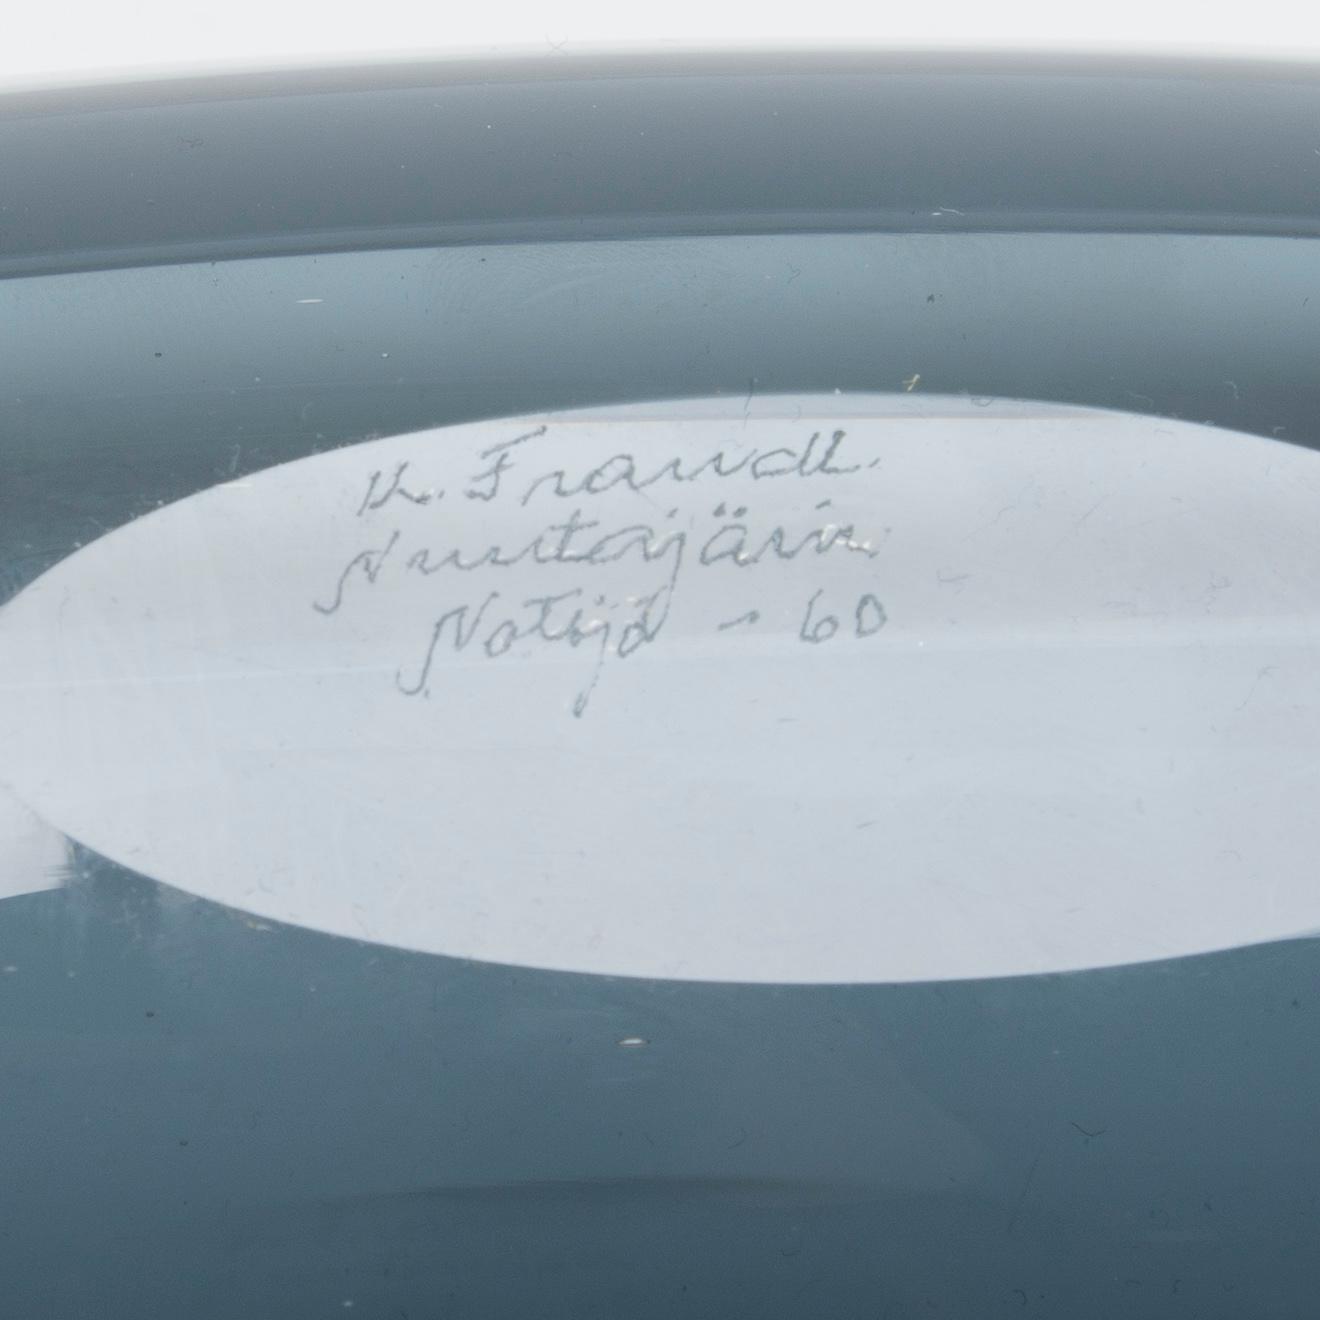 K. Franck.
Nuutajärvi.
Notsjö - 60